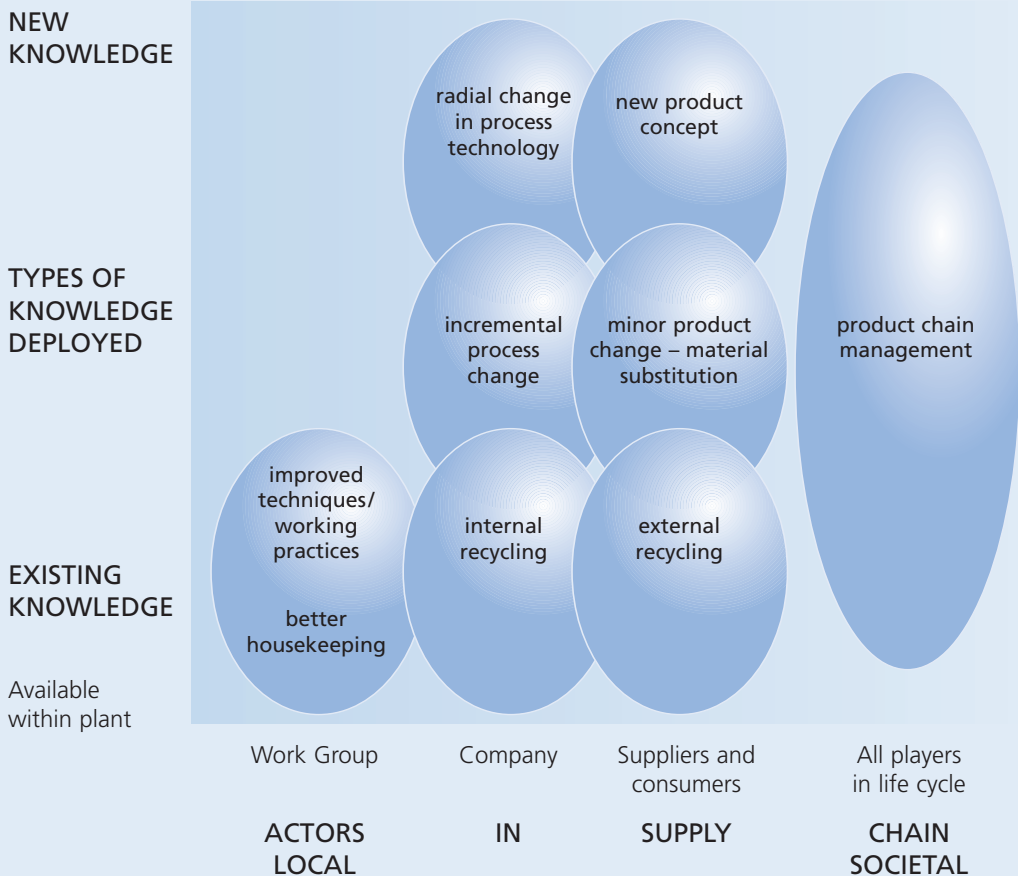 NEW
KNOWLEDGE
radial change
in process
technology
new product
concept
TYPES OF
KNOWLEDGE
DEPLOYED
incremental
process
change
minor product
change – material
substitution
product chain
management
improved
techniques/
working
practices
better
housekeeping
internal
recycling
external
recycling
EXISTING
KNOWLEDGE
Available
within plant
Work Group
Company
Suppliers and
consumers
All players
in life cycle
ACTORS
LOCAL
IN
SUPPLY
CHAIN
SOCIETAL